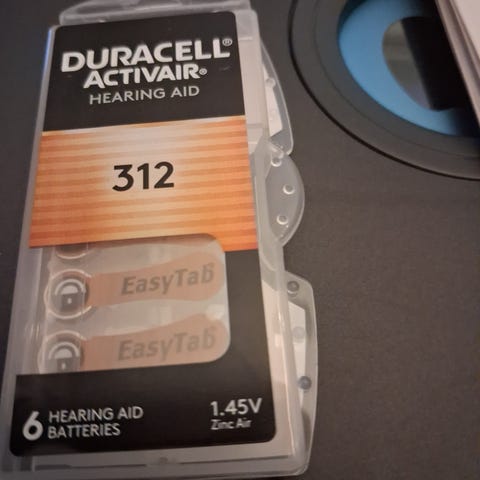 DURACELL®
ACTIVAIR®
HEARING AID
312
EasyTab
EasyTab
6 HEARING AID
BATTERIES
1.45V
Zinc Air